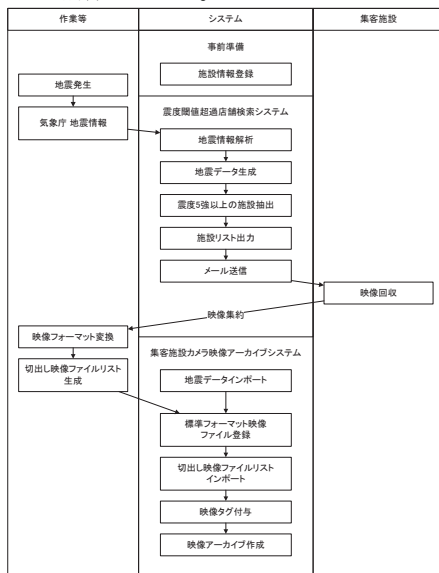 作業等
システム
集客施設
事前準備
施設情報登録
地震発生
気象庁 地震情報
震度閾値超過店舗検索システム
地震情報解析
地震データ生成
震度5強以上の施設抽出
施設リスト出力
メール送信
映像回収
映像集約
映像フォーマット変換
切出し映像ファイルリスト
生成
集客施設カメラ映像アーカイブシステム
地震データインポート
標準フォーマット映像
ファイル登録
切出し映像ファイルリスト
インポート
映像タグ付与
映像アーカイブ作成